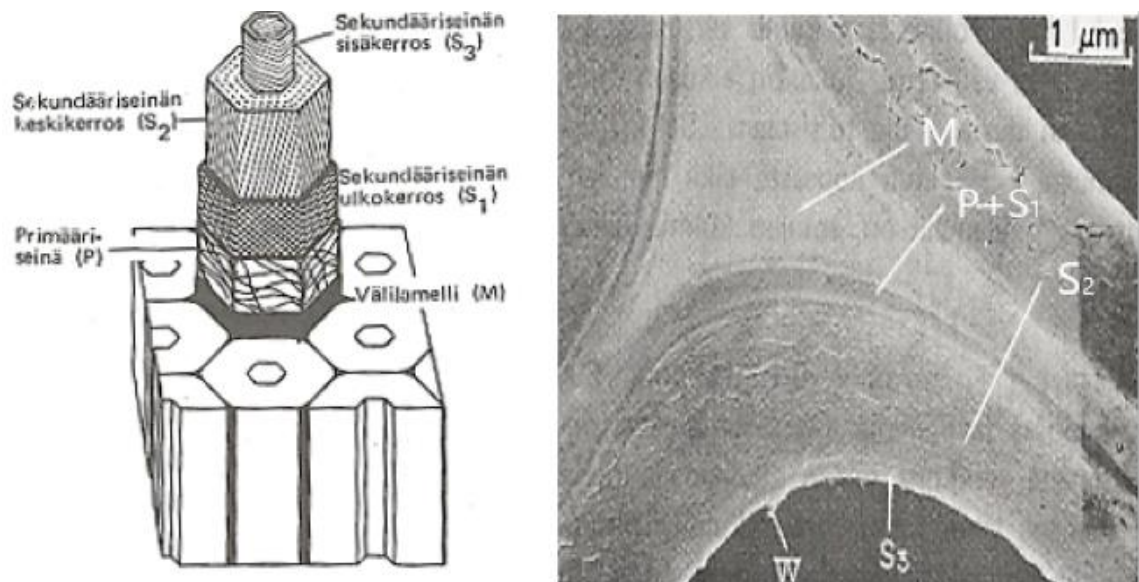 Sekundääriseinän
sisäkerros (S3)
Sekundääriseinän
keskikerros (S2)
Sekundääriseinän
ulkokerros (S1)
Primääri-
seinä (P)
Välilamelli (M)
1 µm
M
P+S1
S2
S3
W